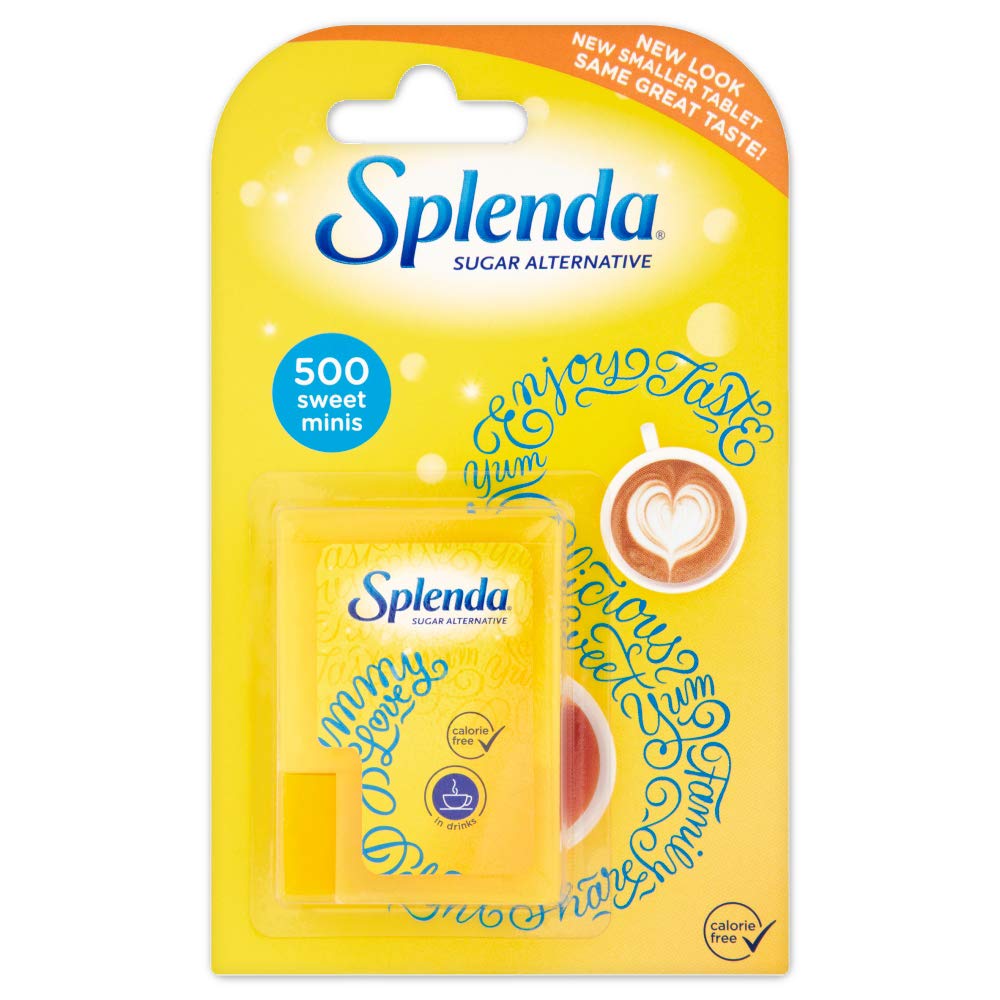 NEW LOOK
NEW SMALLER TABLET
SAME GREAT TASTE!
Splenda®
SUGAR ALTERNATIVE
500
sweet
minis
Enjoy Taste
Yum
licious Yum Family
Sweet
Share
Splenda®
SUGAR ALTERNATIVE
Love
calorie
free
in drinks
calorie
free